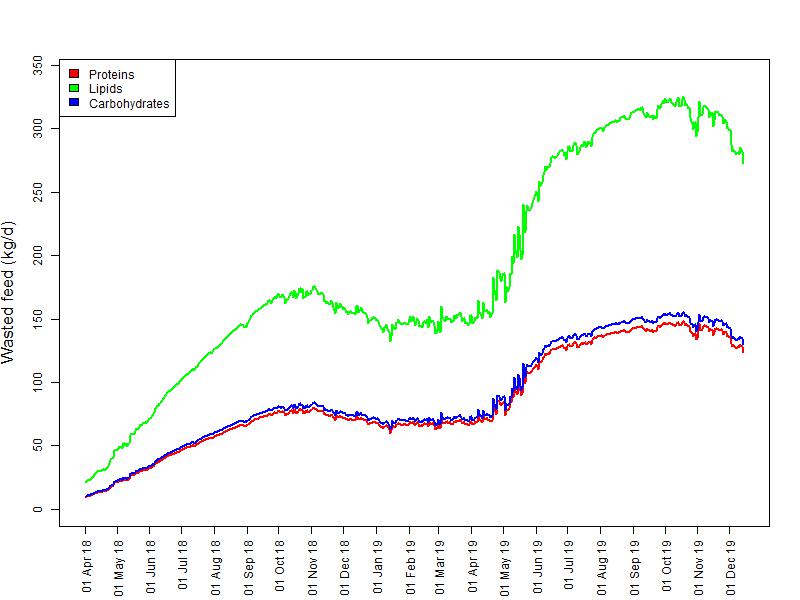 Proteins
Lipids
Carbohydrates
Wasted feed (kg/d)
350
300
250
200
150
100
50
0
01 Apr 18
01 May 18
01 Jun 18
01 Jul 18
01 Aug 18
01 Sep 18
01 Oct 18
01 Nov 18
01 Dec 18
01 Jan 19
01 Feb 19
01 Mar 19
01 Apr 19
01 May 19
01 Jun 19
01 Jul 19
01 Aug 19
01 Sep 19
01 Oct 19
01 Nov 19
01 Dec 19